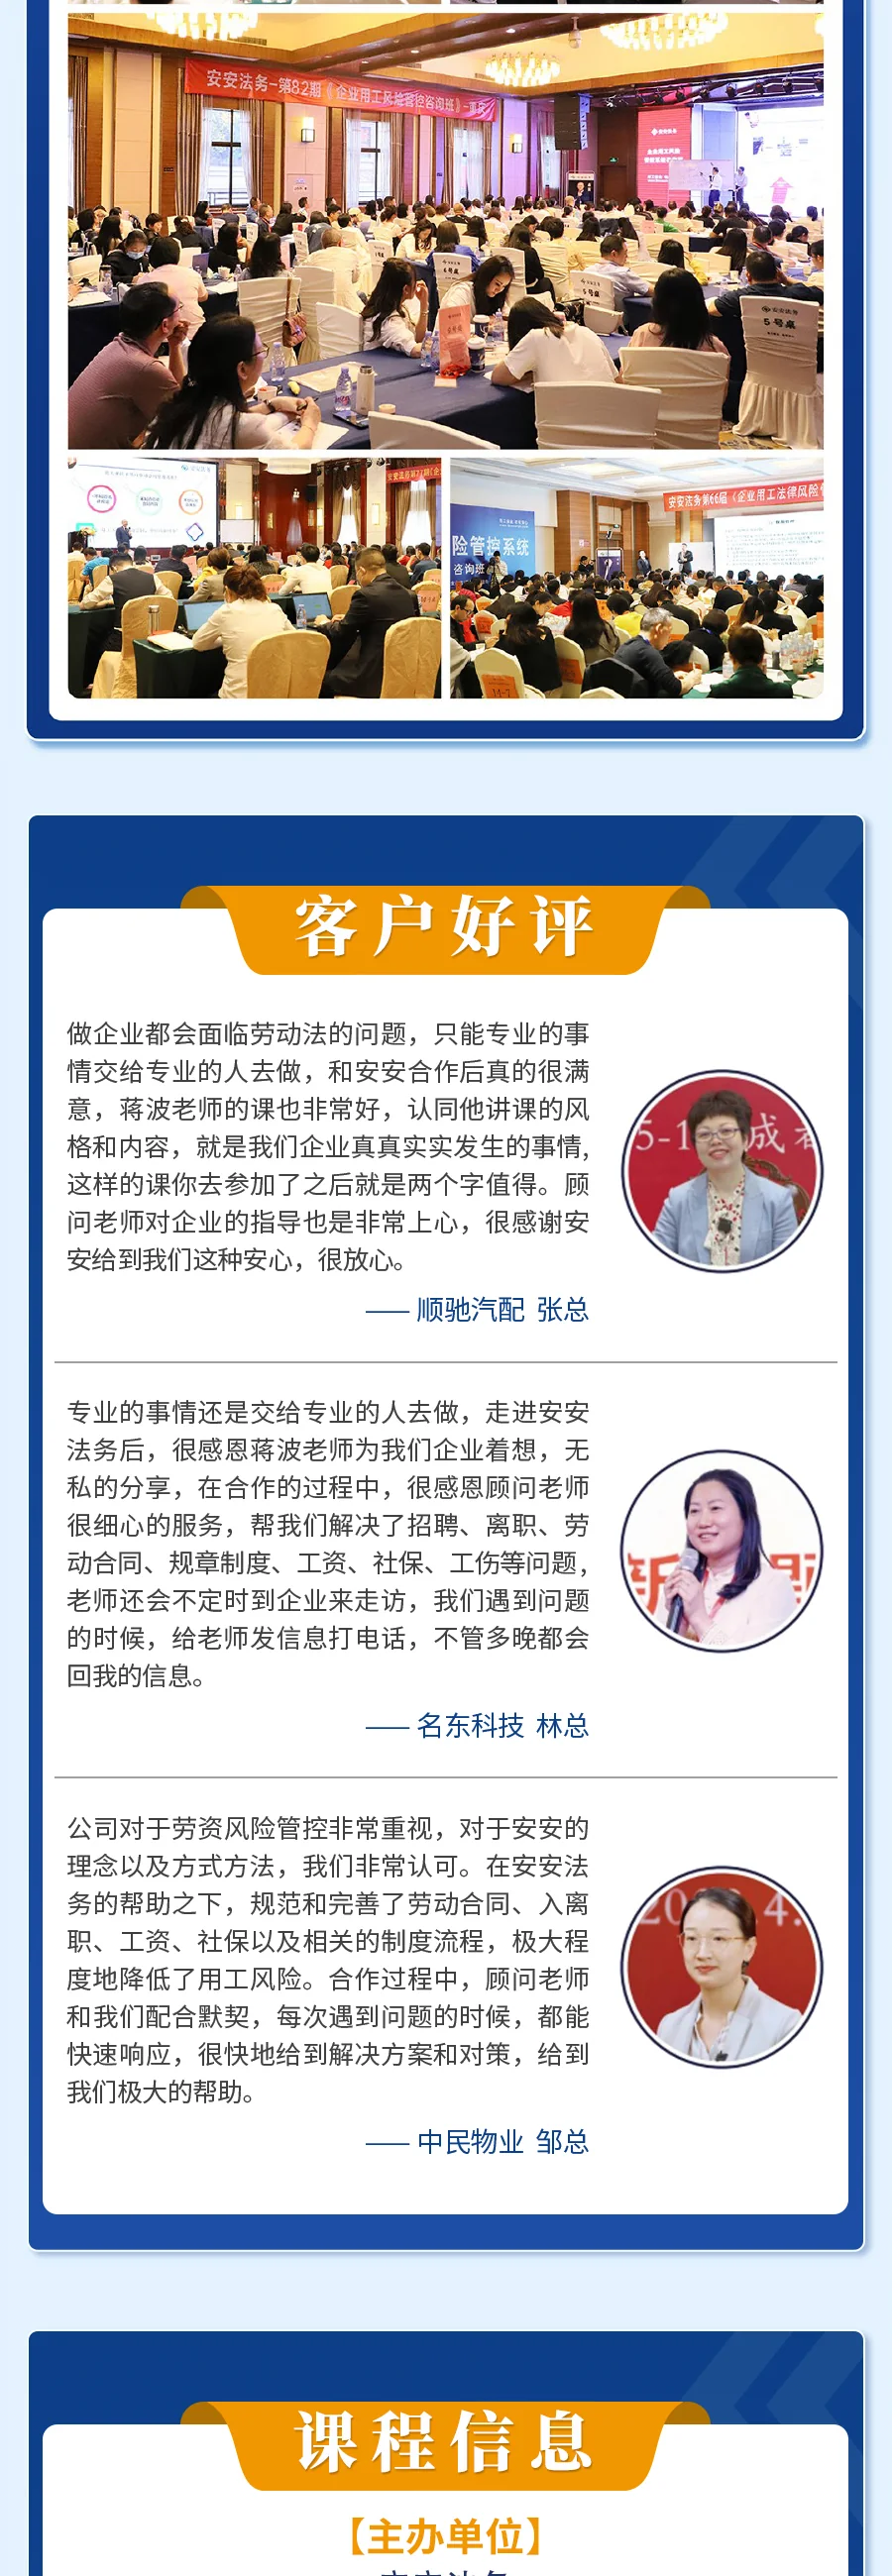 安安法务-第82期《企业用工风险管控咨询班》-重庆
安安法务
5号桌
6号桌
5号桌
安安法务
安安法务第66届《企业用工法律风险
险管控系统
咨询班
14-7
客户好评
做企业都会面临劳动法的问题，只能专业的事
情交给专业的人去做，和安安合作后真的很满
意，蒋波老师的课也非常好，认同他讲课的风
格和内容，就是我们企业真真实实发生的事情，
这样的课你去参加了之后就是两个字值得。顾
问老师对企业的指导也是非常上心，很感谢安
安给到我们这种安心，很放心。
—— 顺驰汽配 张总
专业的事情还是交给专业的人去做，走进安安
法务后，很感恩蒋波老师为我们企业着想，无
私的分享，在合作的过程中，很感恩顾问老师
很细心的服务，帮我们解决了招聘、离职、劳
动合同、规章制度、工资、社保、工伤等问题，
老师还会不定时到企业来走访，我们遇到问题
的时候，给老师发信息打电话，不管多晚都会
回我的信息。
—— 名东科技 林总
公司对于劳资风险管控非常重视，对于安安的
理念以及方式方法，我们非常认可。在安安法
务的帮助之下，规范和完善了劳动合同、入离
职、工资、社保以及相关的制度流程，极大程
度地降低了用工风险。合作过程中，顾问老师
和我们配合默契，每次遇到问题的时候，都能
快速响应，很快地给到解决方案和对策，给到
我们极大的帮助。
—— 中民物业 邹总
课程信息
【主办单位】